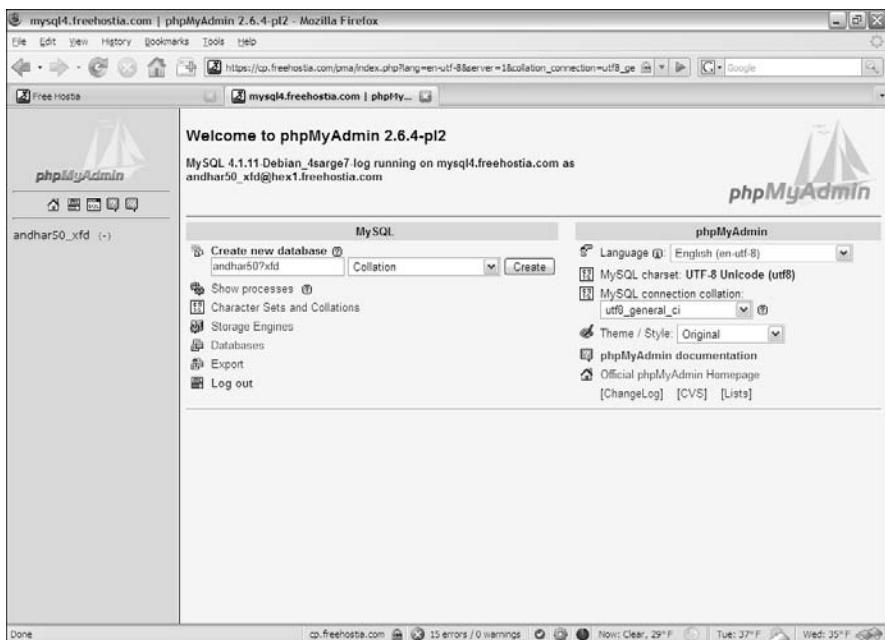 mysql4.freehostia.com | phpMyAdmin 2.6.4-pl2 - Mozilla Firefox
File Edit View History Bookmarks Tools Help
https://cp.freehostia.com/pma/index.php?lang=en-utf-8&server=1&collation_connection=utf8_ge
G Google
Free Hostia
mysql4.freehostia.com | phpMy...
phpMyAdmin
andhar50_xfd (-)
Welcome to phpMyAdmin 2.6.4-pl2
MySQL 4.1.11-Debian_4sarge7-log running on mysql4.freehostia.com as
andhar50_xfd@hex1.freehostia.com
phpMyAdmin
MySQL
Create new database
andhar50?xfd Collation Create
Show processes
Character Sets and Collations
Storage Engines
Databases
Export
Log out
phpMyAdmin
Language: English (en-utf-8)
MySQL charset: UTF-8 Unicode (utf8)
MySQL connection collation:
utf8_general_ci
Theme / Style: Original
phpMyAdmin documentation
Official phpMyAdmin Homepage
[ChangeLog] [CVS] [Lists]
Done cp.freehostia.com 15 errors / 0 warnings Now: Clear, 29° F Tue: 37° F Wed: 35° F